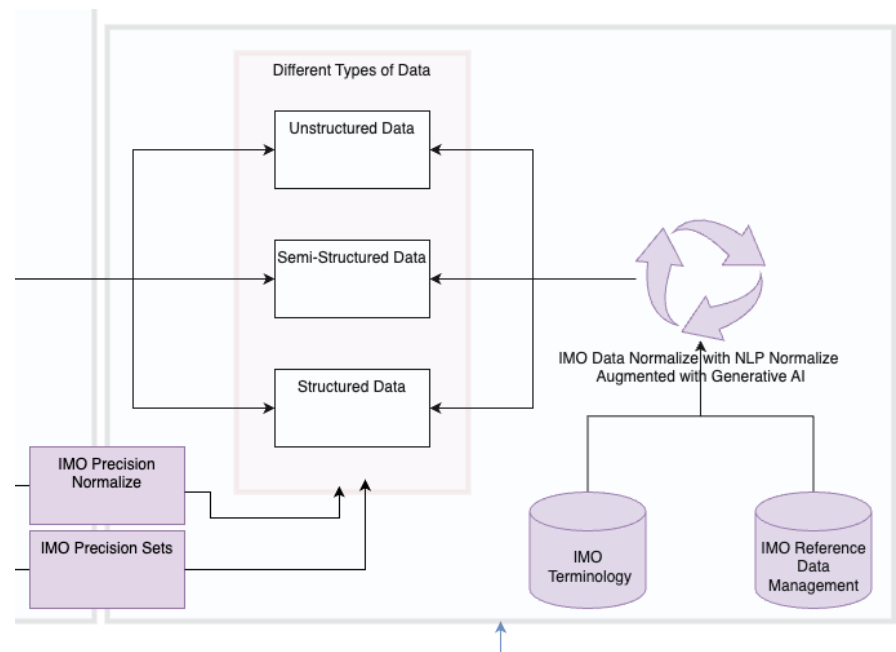 Different Types of Data
Unstructured Data
Semi-Structured Data
Structured Data
IMO Data Normalize with NLP Normalize
Augmented with Generative AI
IMO Precision
Normalize
IMO Precision Sets
IMO
Terminology
IMO Reference
Data
Management